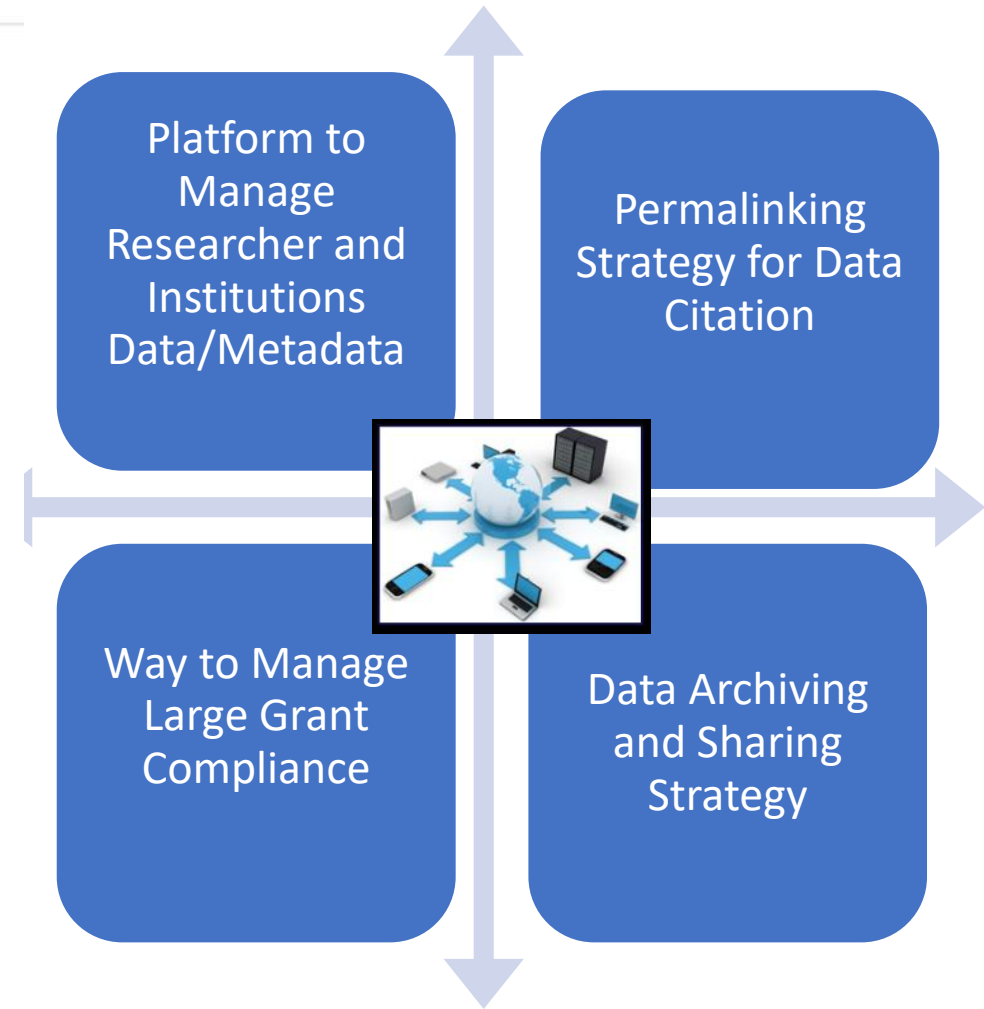 Platform to
Manage
Researcher and
Institutions
Data/Metadata
Permalinking
Strategy for Data
Citation
Way to Manage
Large Grant
Compliance
Data Archiving
and Sharing
Strategy